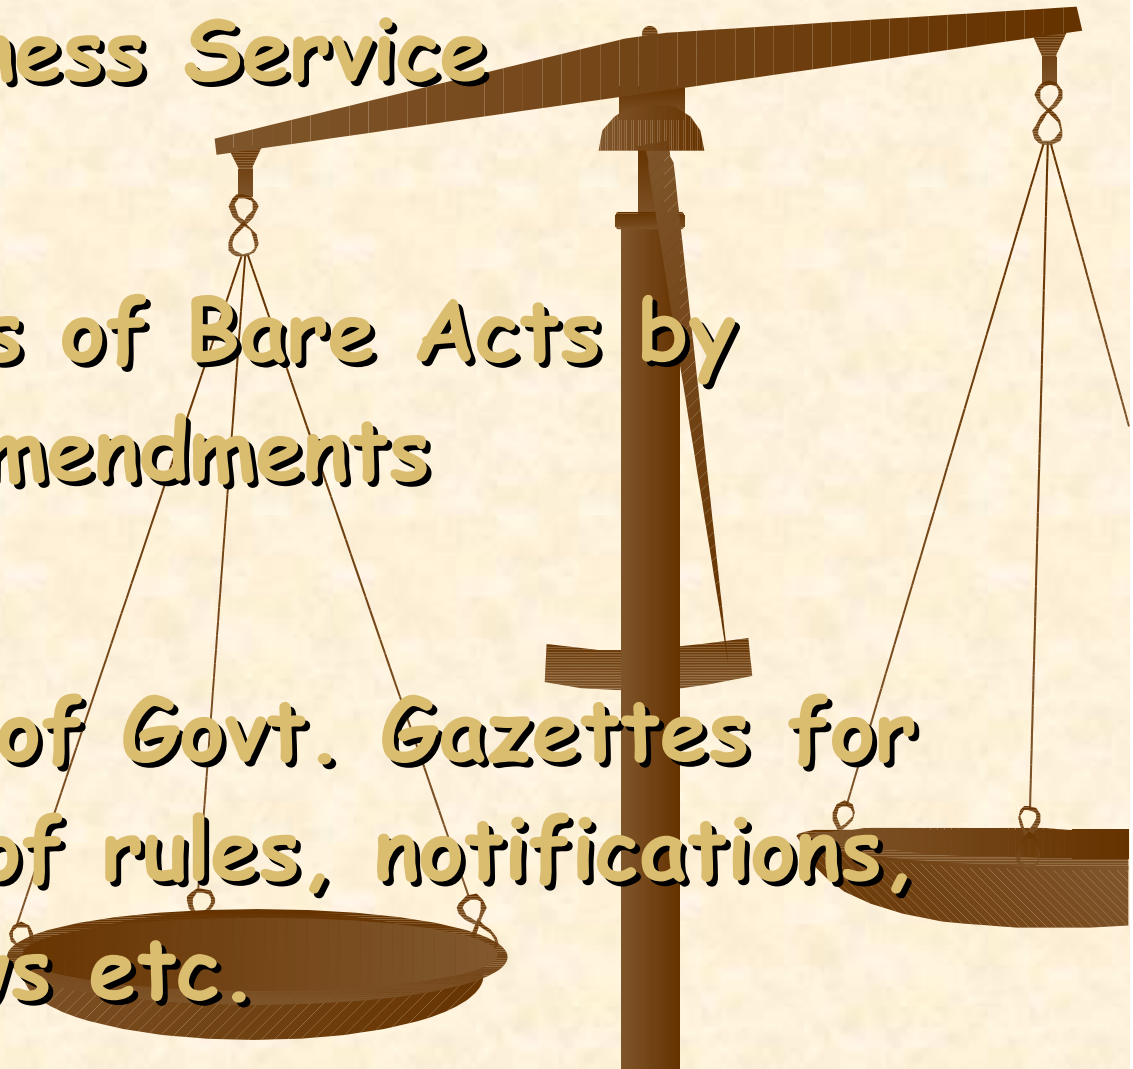 ness Service
s of Bare Acts by
mendments
of Govt. Gazettes for
of rules, notifications,
s etc.